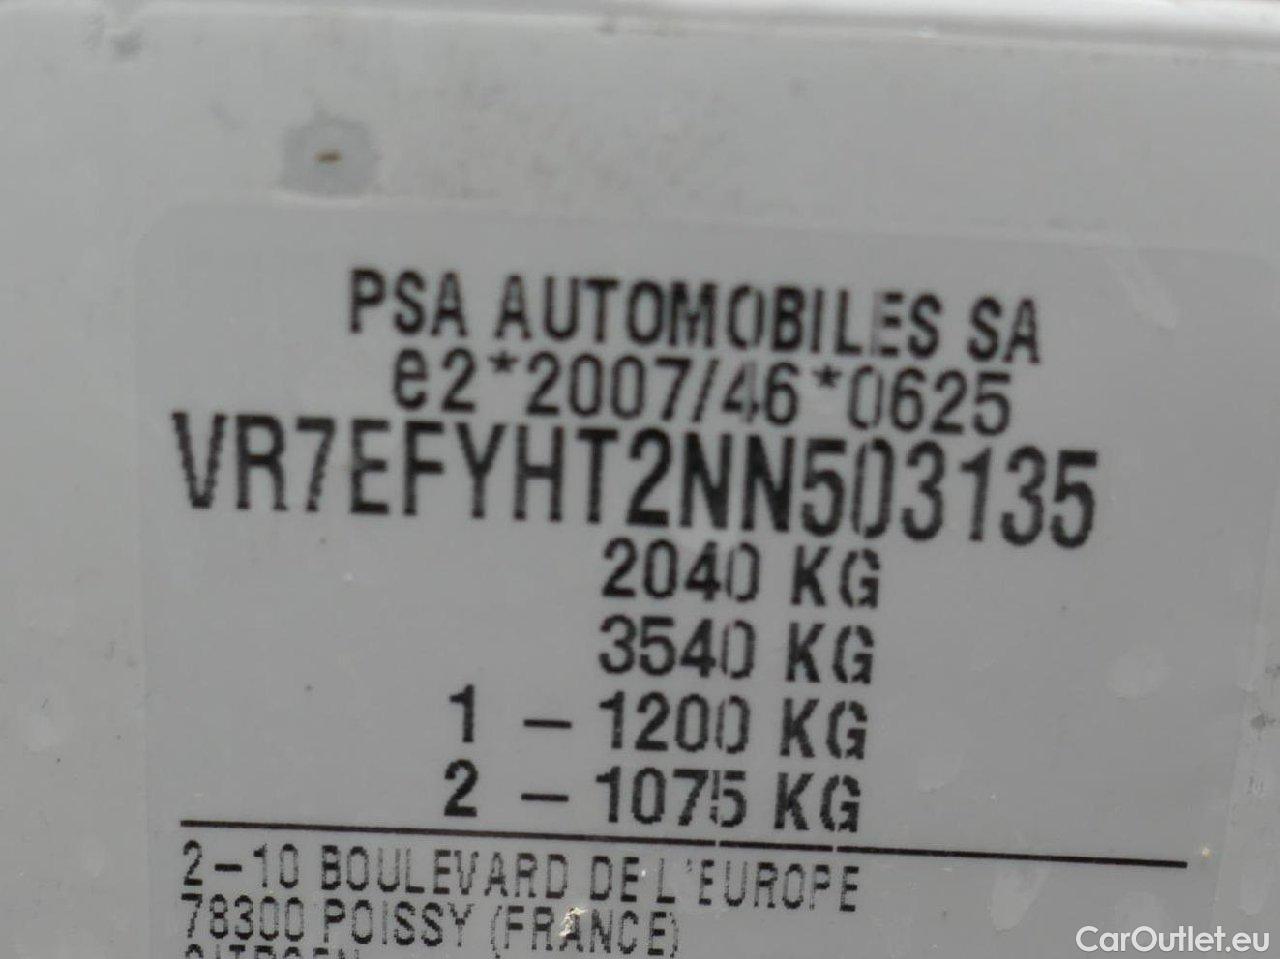 PSA AUTOMOBILES SA
e2*2007/46*0625
VR7EFYHT2NN503135
2040 KG
3540 KG
1 - 1200 KG
2 - 1075 KG
2-10 BOULEVARD DE L'EUROPE
78300 POISSY (FRANCE)
CITROEN
CarOutlet.eu